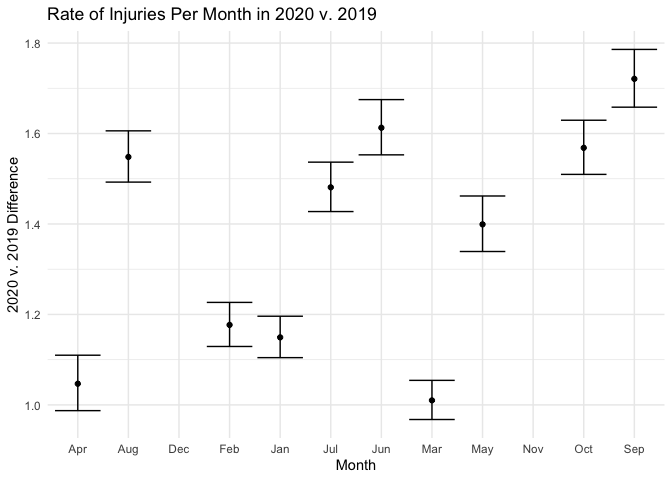 Rate of Injuries Per Month in 2020 v. 2019
2020 v. 2019 Difference
1.8
1.6
1.4
1.2
1.0
Apr Aug Dec Feb Jan Jul Jun Mar May Nov Oct Sep
Month